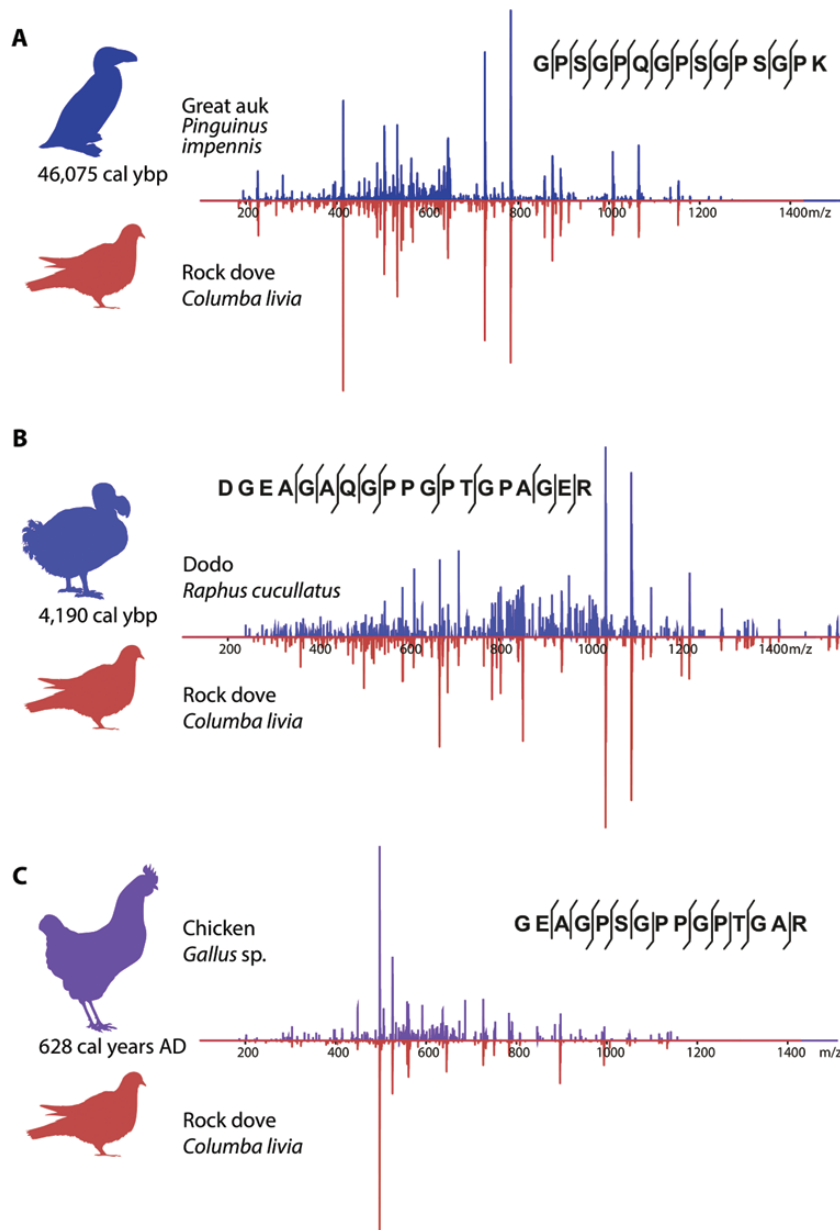 A
GPSGPQGPSGPSGPK
Great auk
Pinguinus
impennis
46,075 cal ybp
200 400 600 800 1000 1200 1400m/z
Rock dove
Columba livia
B
DGEAGAQGPPGPTGPAGER
Dodo
Raphus cucullatus
4,190 cal ybp
200 400 600 800 1000 1200 1400m/z
Rock dove
Columba livia
C
GEAGPSGPPGPTGAR
Chicken
Gallus sp.
628 cal years AD
200 400 600 800 1000 1200 1400 m/z
Rock dove
Columba livia